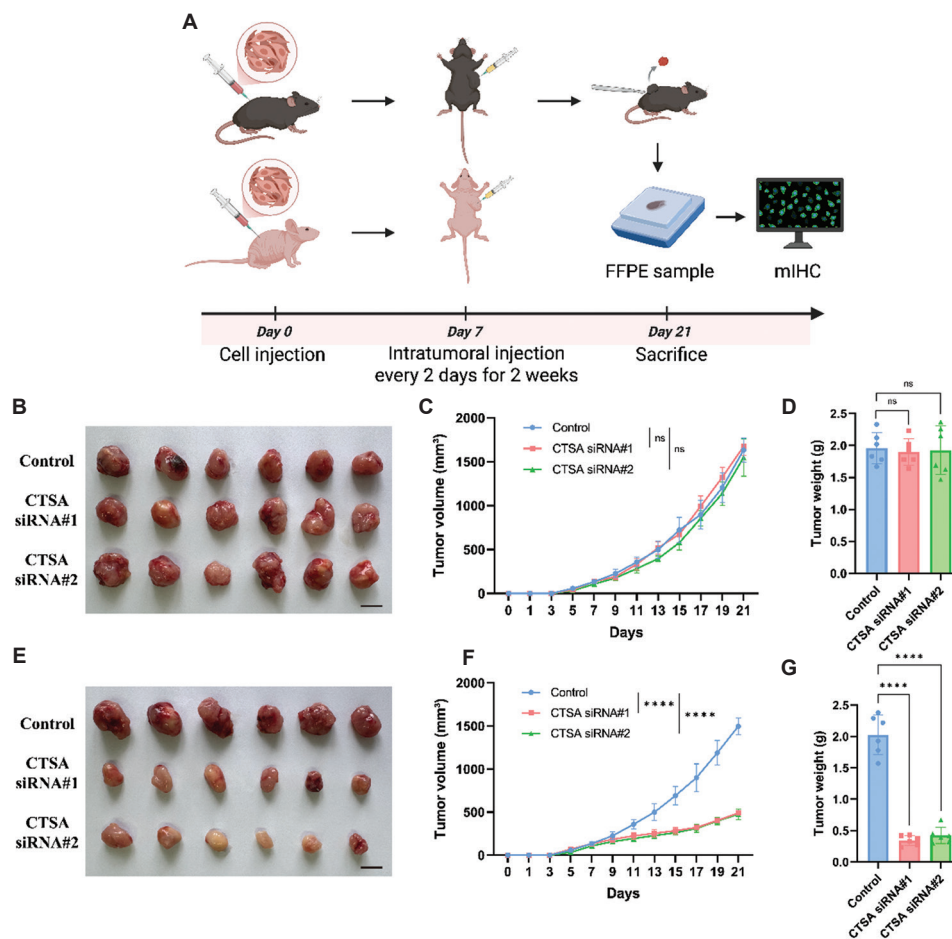 A
FFPE sample
mIHC
Day 0
Day 7
Day 21
Cell injection
Intratumoral injection
every 2 days for 2 weeks
Sacrifice
B
Control
CTSA
siRNA#1
CTSA
siRNA#2
C
Tumor volume (mm³)
2000
1500
1000
500
0
Control
CTSA siRNA#1
CTSA siRNA#2
ns
ns
0 1 3 5 7 9 11 13 15 17 19 21
Days
D
Tumor weight (g)
2.5
2.0
1.5
1.0
0.5
0.0
ns
ns
Control
CTSA siRNA#1
CTSA siRNA#2
E
Control
CTSA
siRNA#1
CTSA
siRNA#2
F
Tumor volume (mm³)
2000
1500
1000
500
0
Control
CTSA siRNA#1
CTSA siRNA#2
****
****
0 1 3 5 7 9 11 13 15 17 19 21
Days
G
Tumor weight (g)
2.5
2.0
1.5
1.0
0.5
0.0
****
****
Control
CTSA siRNA#1
CTSA siRNA#2